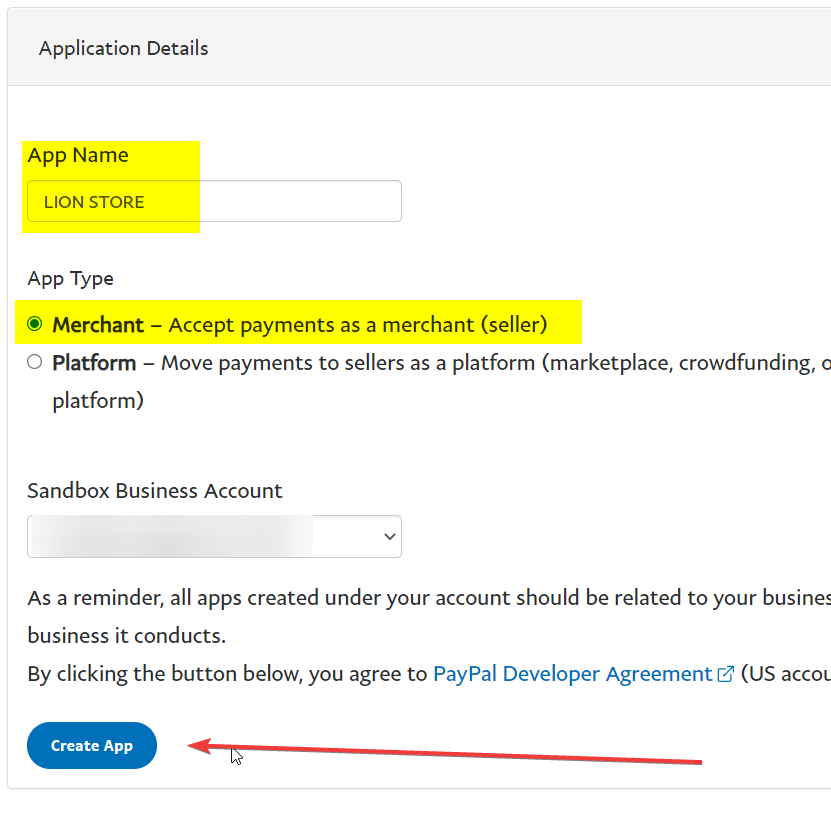 Application Details
App Name
LION STORE
App Type
Merchant – Accept payments as a merchant (seller)
Platform – Move payments to sellers as a platform (marketplace, crowdfunding, o
platform)
Sandbox Business Account
As a reminder, all apps created under your account should be related to your busines
business it conducts.
By clicking the button below, you agree to PayPal Developer Agreement (US accou
Create App